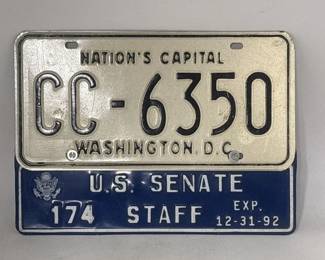 NATION'S CAPITAL
CC-6350
WASHINGTON, D.C.
U.S. SENATE
174 STAFF EXP. 12-31-92